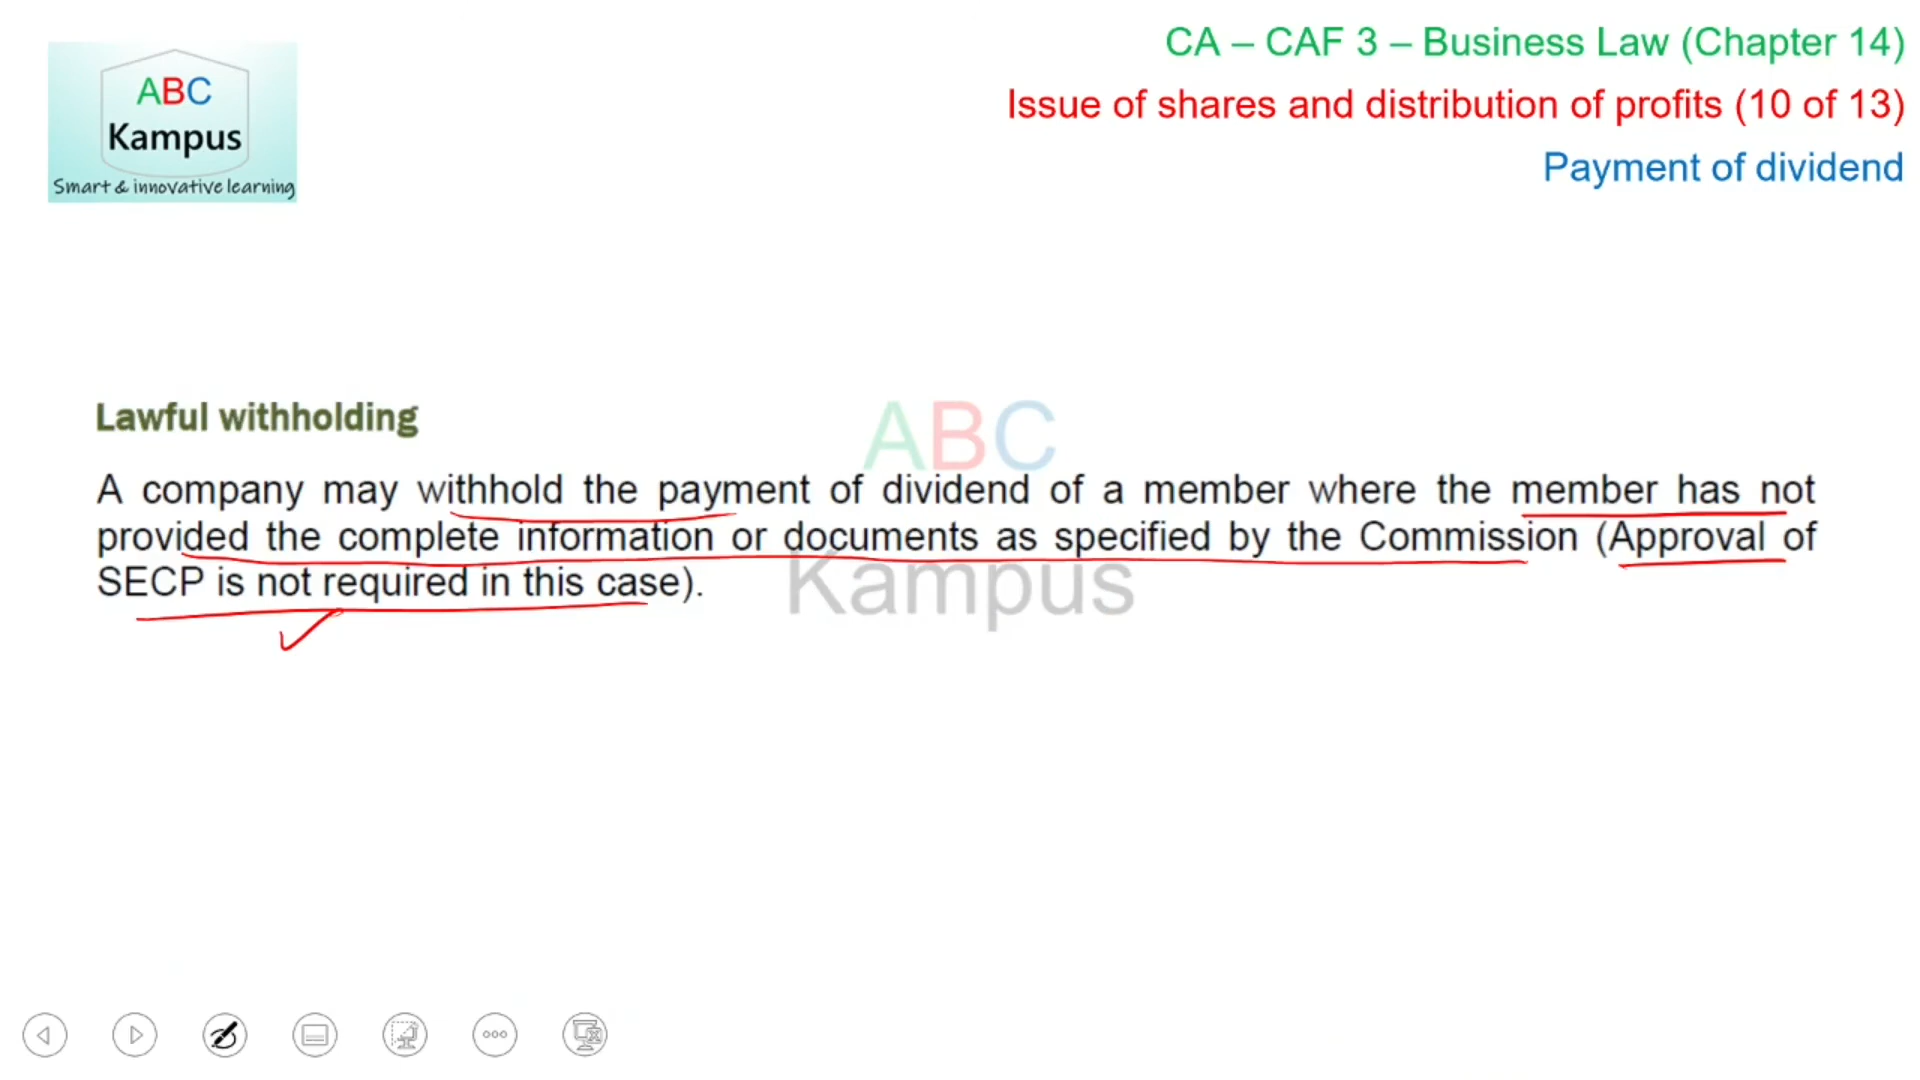 CA – CAF 3 – Business Law (Chapter 14)
ABC
Kampus
Smart & innovative learning
Issue of shares and distribution of profits (10 of 13)
Payment of dividend
Lawful withholding
A company may withhold the payment of dividend of a member where the member has not
provided the complete information or documents as specified by the Commission (Approval of
SECP is not required in this case).
ABC
Kampus